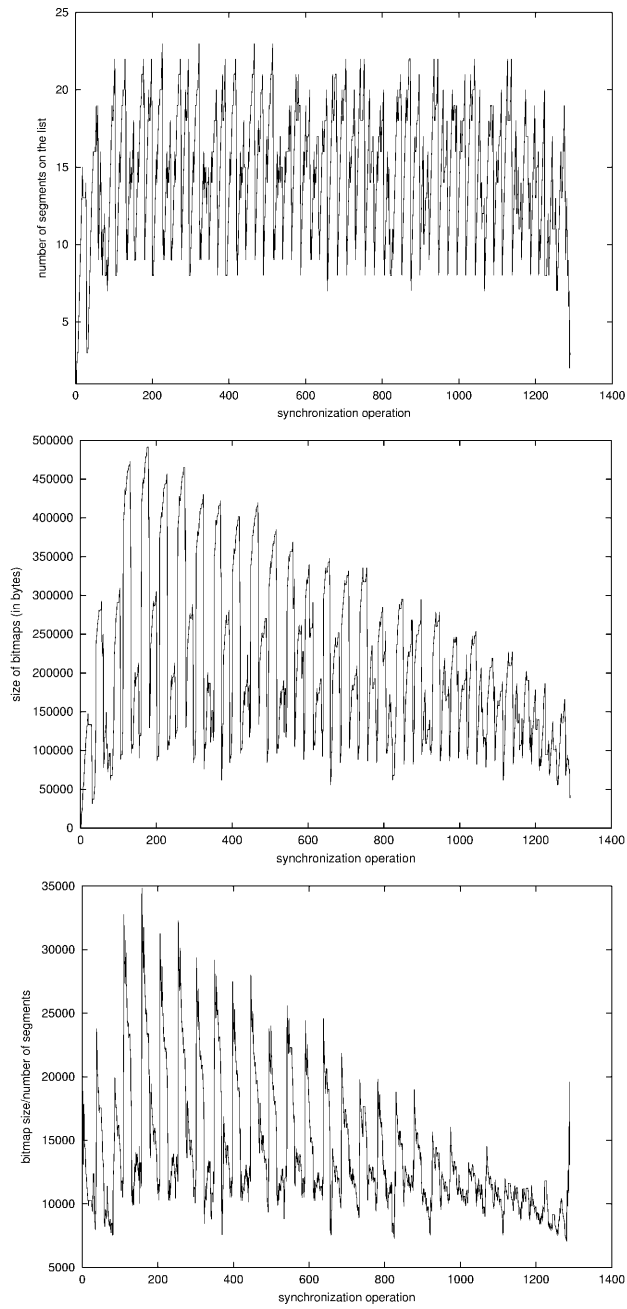 25
20
15
10
5
number of segments on the list
0 200 400 600 800 1000 1200 1400
synchronization operation
500000
450000
400000
350000
300000
250000
200000
150000
100000
50000
0
size of bitmaps (in bytes)
0 200 400 600 800 1000 1200 1400
synchronization operation
35000
30000
25000
20000
15000
10000
5000
bitmap size/number of segments
0 200 400 600 800 1000 1200 1400
synchronization operation